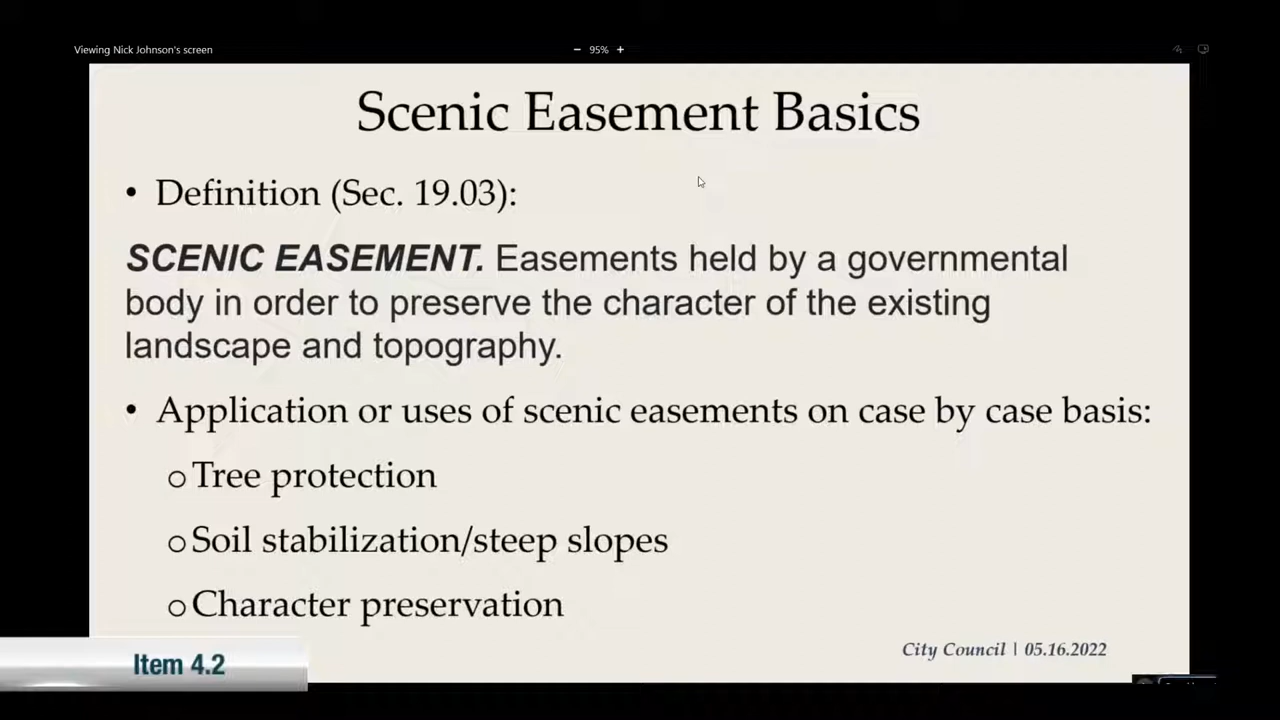 Viewing Nick Johnson's screen
− 95% +
Scenic Easement Basics
• Definition (Sec. 19.03):
SCENIC EASEMENT. Easements held by a governmental
body in order to preserve the character of the existing
landscape and topography.
• Application or uses of scenic easements on case by case basis:
o Tree protection
o Soil stabilization/steep slopes
o Character preservation
City Council | 05.16.2022
Item 4.2